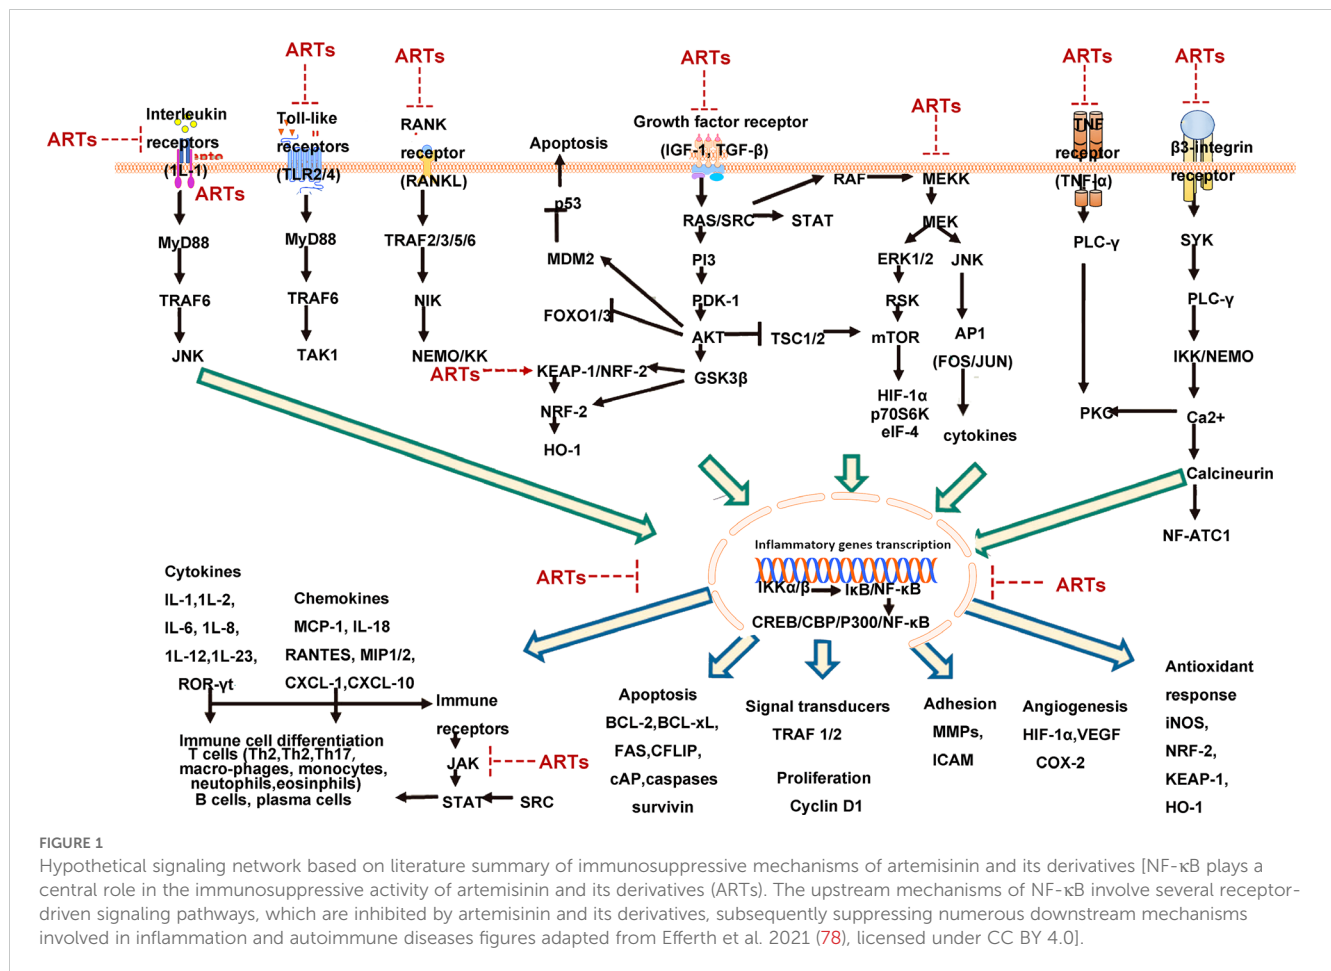 ARTs
ARTs
ARTs
ARTs
ARTs
ARTs
ARTs
ARTs
ARTs
Interleukin
receptors
(1L-1)
Toll-like
receptors
(TLR2/4)
RANK
receptor
(RANKL)
Apoptosis
p53
MDM2
FOXO1/3
Growth factor receptor
(IGF-1, TGF-β)
RAF
MEKK
TNF
receptor
(TNF-α)
β3-integrin
receptor
MyD88
TRAF6
JNK
MyD88
TRAF6
TAK1
TRAF2/3/5/6
NIK
NEMO/KK
ARTs
KEAP-1/NRF-2
NRF-2
HO-1
RAS/SRC
STAT
PI3
PDK-1
AKT
TSC1/2
GSK3β
MEK
ERK1/2
JNK
RSK
mTOR
AP1
(FOS/JUN)
HIF-1α
p70S6K
eIF-4
cytokines
PLC-γ
PKC
SYK
PLC-γ
IKK/NEMO
Ca2+
Calcineurin
NF-ATC1
Inflammatory genes transcription
IKKα/β
IκB/NF-κB
CREB/CBP/P300/NF-κB
ARTs
ARTs
Cytokines
IL-1,1L-2,
IL-6, 1L-8,
1L-12,1L-23,
ROR-γt
Chemokines
MCP-1, IL-18
RANTES, MIP1/2,
CXCL-1,CXCL-10
Immune
receptors
JAK
ARTs
STAT
SRC
Immune cell differentiation
T cells (Th2,Th2,Th17,
macro-phages, monocytes,
neutophils,eosinphils)
B cells, plasma cells
Apoptosis
BCL-2,BCL-xL,
FAS,CFLIP,
cAP,caspases
survivin
Signal transducers
TRAF 1/2
Proliferation
Cyclin D1
Adhesion
MMPs,
ICAM
Angiogenesis
HIF-1α,VEGF
COX-2
Antioxidant
response
iNOS,
NRF-2,
KEAP-1,
HO-1
FIGURE 1
Hypothetical signaling network based on literature summary of immunosuppressive mechanisms of artemisinin and its derivatives [NF-κB plays a
central role in the immunosuppressive activity of artemisinin and its derivatives (ARTs). The upstream mechanisms of NF-κB involve several receptor-
driven signaling pathways, which are inhibited by artemisinin and its derivatives, subsequently suppressing numerous downstream mechanisms
involved in inflammation and autoimmune diseases figures adapted from Efferth et al. 2021 (78), licensed under CC BY 4.0].